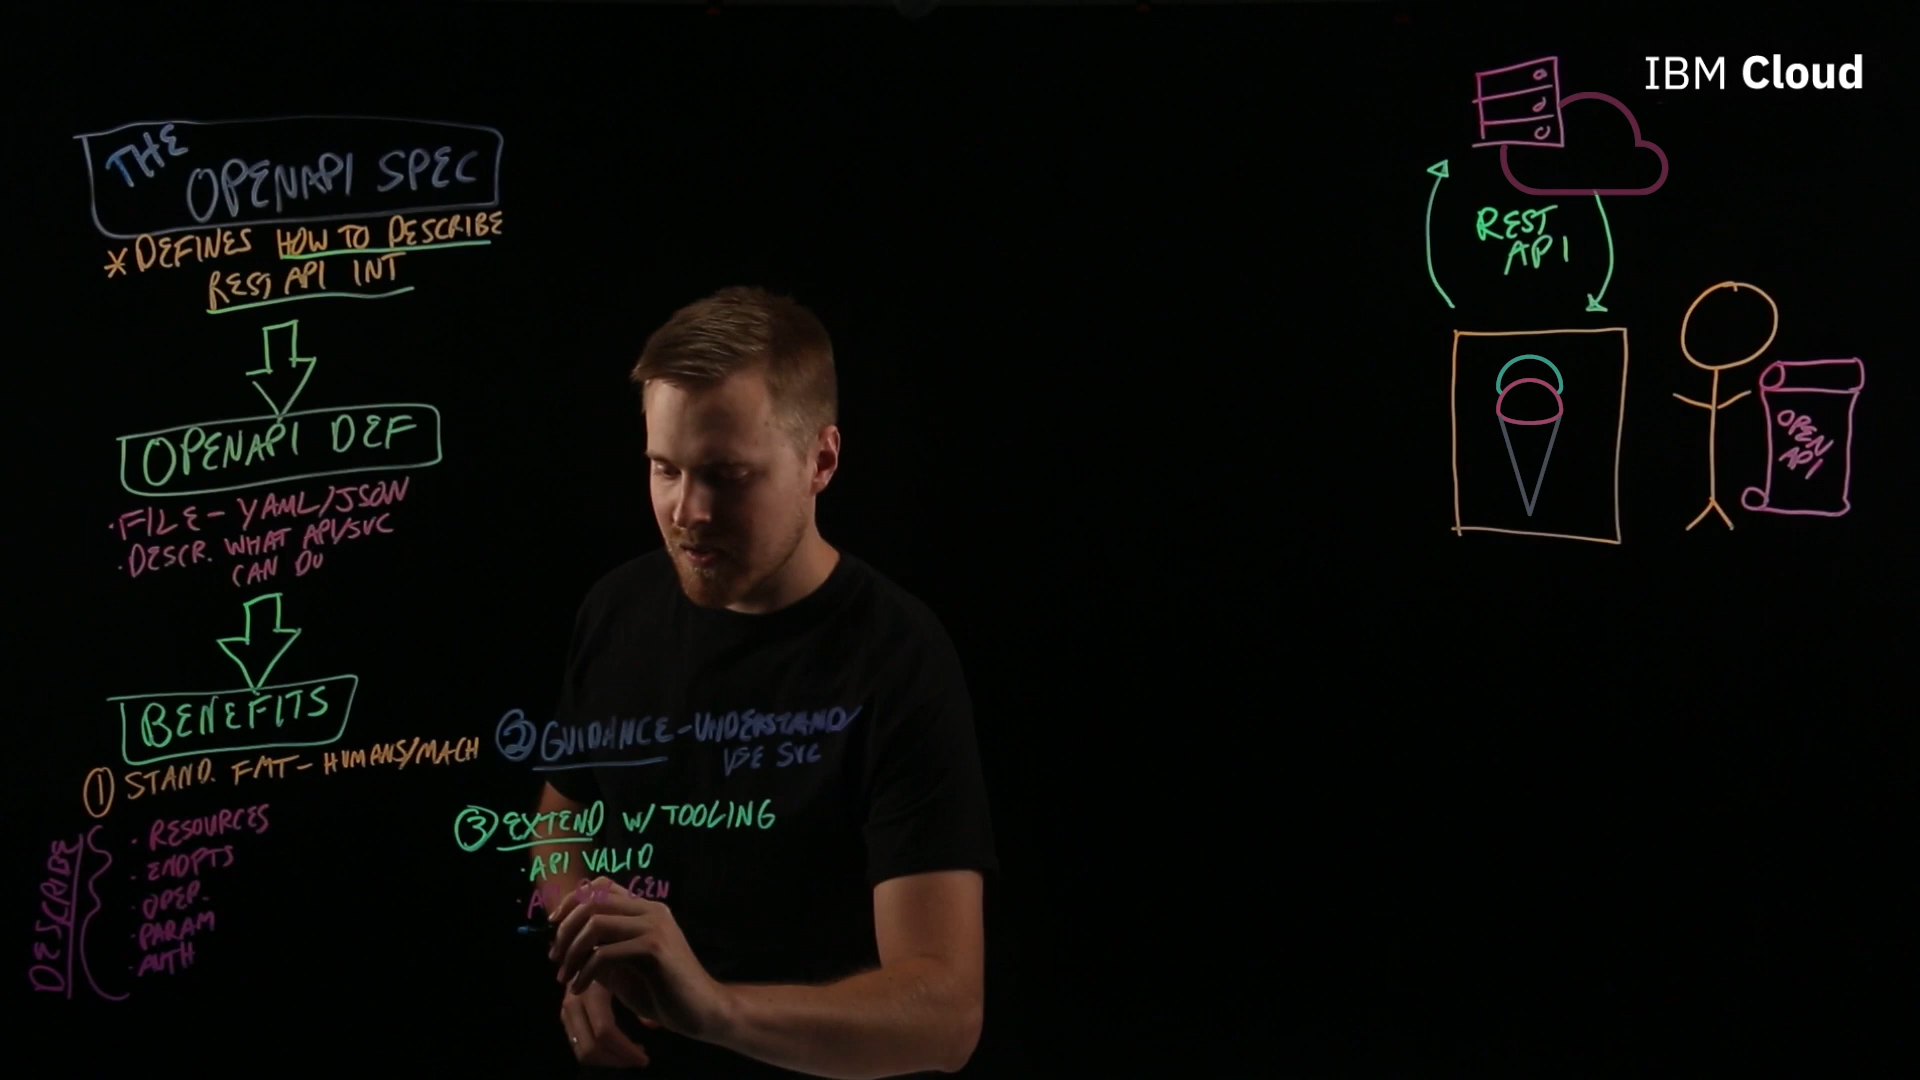 IBM Cloud
THE
OPENAPI SPEC
* DEFINES HOW TO DESCRIBE
REST API INT
OPENAPI DEF
· FILE - YAML/JSON
· DESCR. WHAT API/SVC
CAN DO
BENEFITS
① STAND. FMT - HUMANS/MACH
DESCRIBE
· RESOURCES
· ENDPTS
· OPER.
· PARAM
· AUTH
② GUIDANCE - UNDERSTAND/
USE SVC
③ EXTEND W/ TOOLING
· API VALID
GEN
REST
API
OPEN
API